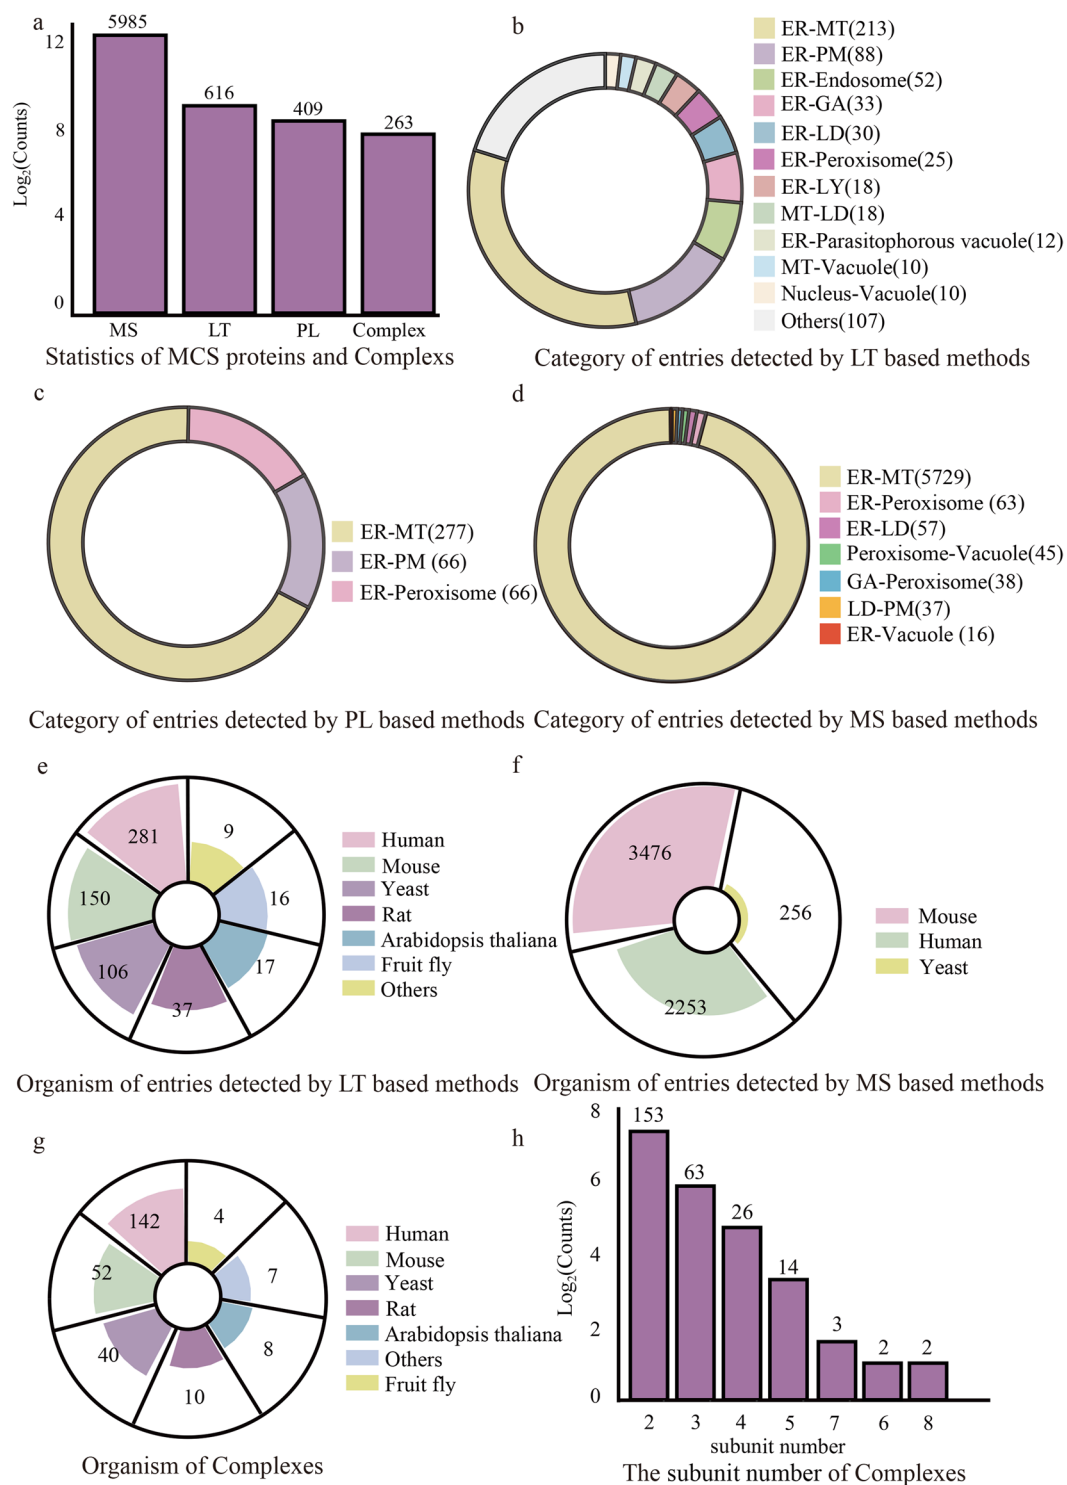 a
5985
616
409
263
12
8
4
0
Log₂(Counts)
MS
LT
PL
Complex
Statistics of MCS proteins and Complexs
b
ER-MT(213)
ER-PM(88)
ER-Endosome(52)
ER-GA(33)
ER-LD(30)
ER-Peroxisome(25)
ER-LY(18)
MT-LD(18)
ER-Parasitophorous vacuole(12)
MT-Vacuole(10)
Nucleus-Vacuole(10)
Others(107)
Category of entries detected by LT based methods
c
ER-MT(277)
ER-PM (66)
ER-Peroxisome (66)
Category of entries detected by PL based methods
d
ER-MT(5729)
ER-Peroxisome (63)
ER-LD(57)
Peroxisome-Vacuole(45)
GA-Peroxisome(38)
LD-PM(37)
ER-Vacuole (16)
Category of entries detected by MS based methods
e
281
9
150
16
106
17
37
Human
Mouse
Yeast
Rat
Arabidopsis thaliana
Fruit fly
Others
Organism of entries detected by LT based methods
f
3476
256
2253
Mouse
Human
Yeast
Organism of entries detected by MS based methods
g
142
4
52
7
40
8
10
Human
Mouse
Yeast
Rat
Arabidopsis thaliana
Others
Fruit fly
Organism of Complexes
h
8
6
4
2
0
Log₂(Counts)
153
63
26
14
3
2
2
2
3
4
5
7
6
8
subunit number
The subunit number of Complexes